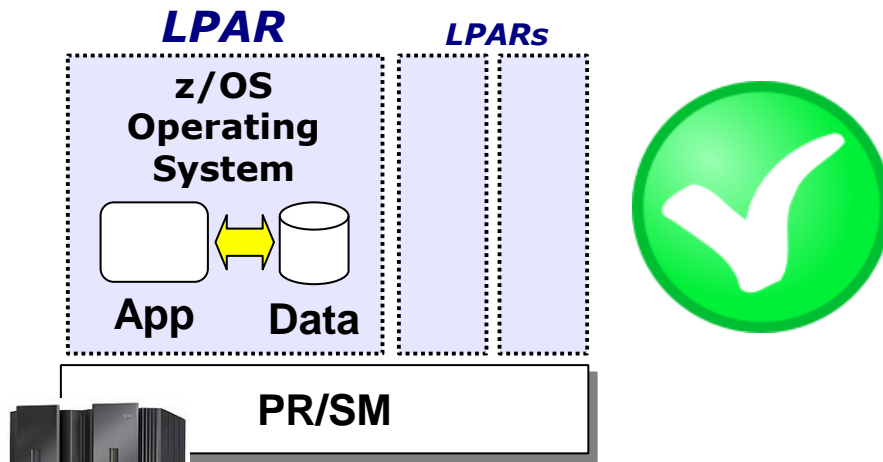 LPAR
LPARs
z/OS
Operating
System
App
Data
PR/SM